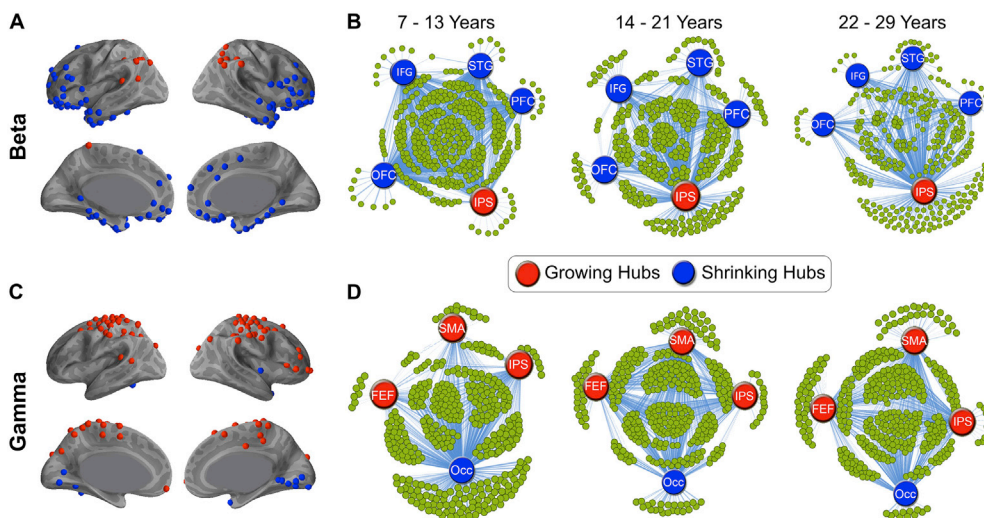 A
B
7 - 13 Years
14 - 21 Years
22 - 29 Years
Beta
IFG
STG
PFC
OFC
IPS
STG
IFG
PFC
OFC
IPS
STG
IFG
PFC
OFC
IPS
Growing Hubs
Shrinking Hubs
C
D
Gamma
SMA
IPS
FEF
Occ
SMA
FEF
IPS
Occ
SMA
FEF
IPS
Occ